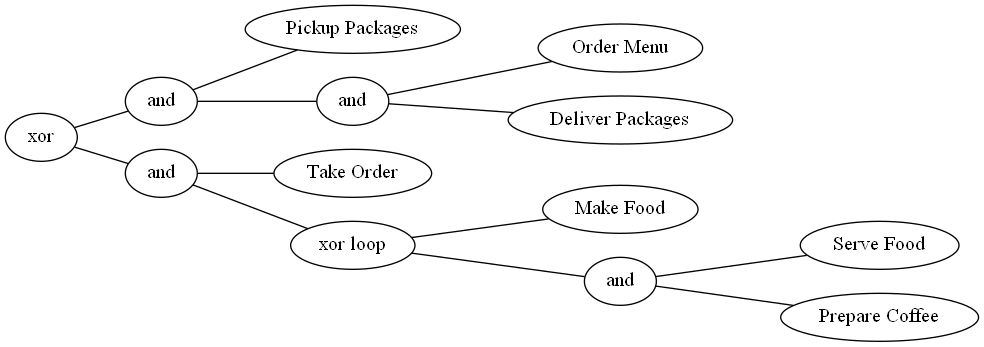 Pickup Packages
Order Menu
and
and
Deliver Packages
xor
and
Take Order
Make Food
xor loop
Serve Food
and
Prepare Coffee